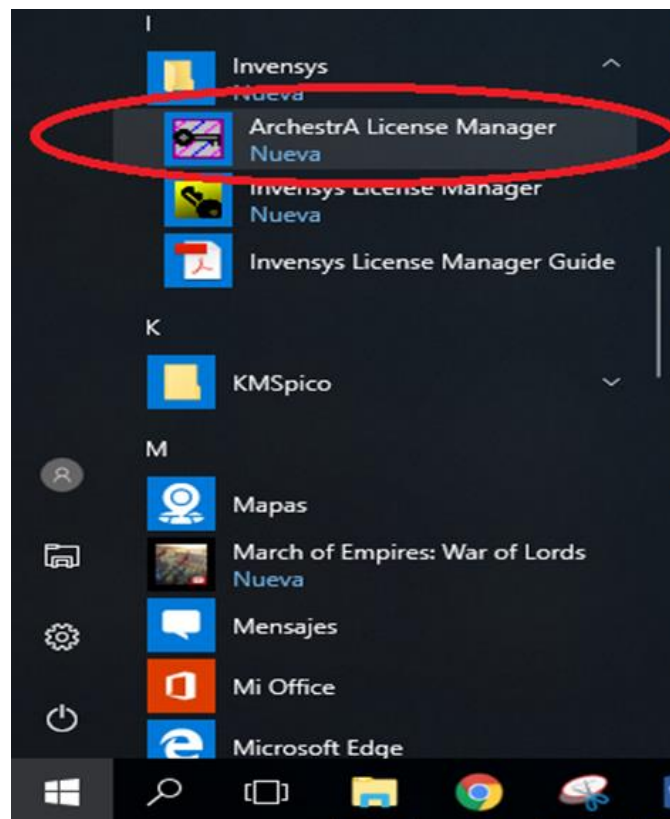 I
Invensys
Nueva
ArchestrA License Manager
Nueva
Invensys License Manager
Nueva
Invensys License Manager Guide
K
KMSpico
M
Mapas
March of Empires: War of Lords
Nueva
Mensajes
Mi Office
Microsoft Edge